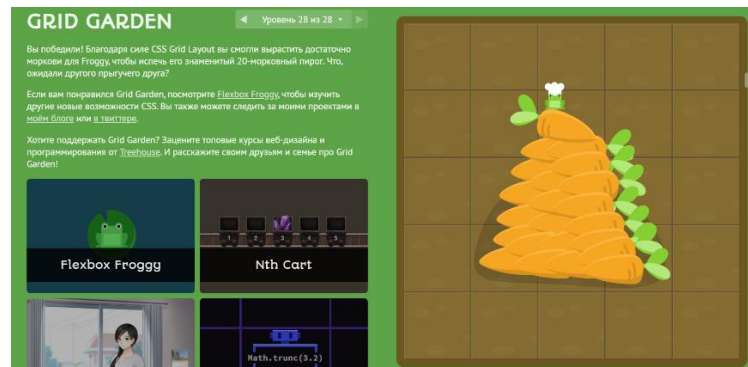 GRID GARDEN
Уровень 28 из 28
Вы победили! Благодаря силе CSS Grid Layout вы смогли вырастить достаточно
моркови для Froggy, чтобы испечь его знаменитый 20-морковный пирог. Что,
ожидали другого прыгучего друга?
Если вам понравился Grid Garden, посмотрите Flexbox Froggy, чтобы изучить
другие новые возможности CSS. Вы также можете следить за моими проектами в
моём блоге или в твиттере.
Хотите поддержать Grid Garden? Зацените топовые курсы веб-дизайна и
программирования от Treehouse. И расскажите своим друзьям и семье про Grid
Garden!
1 2 3 4 5
Flexbox Froggy
Nth Cart
Math.trunc(3.2)